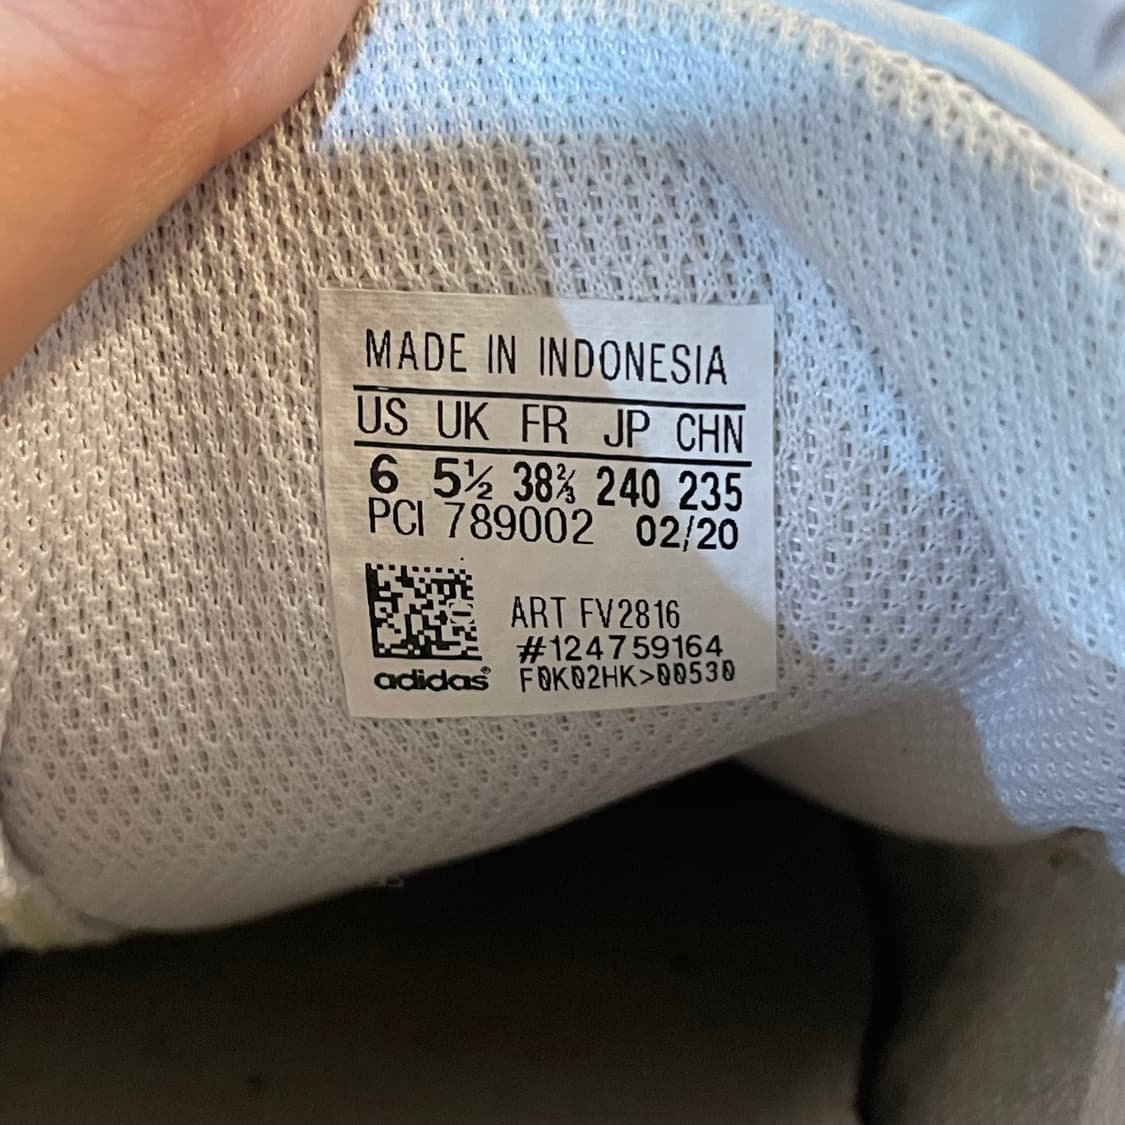 MADE IN INDONESIA
US UK FR JP CHN
6 5½ 38⅔ 240 235
PCI 789002 02/20
ART FV2816
#124759164
adidas® F0K02HK>00530